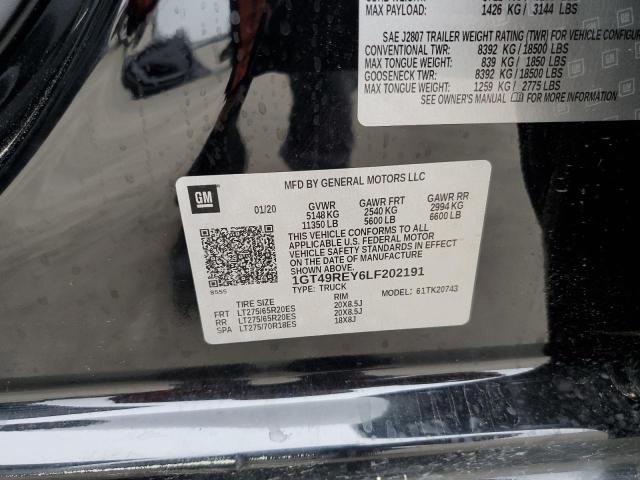 MAX PAYLOAD: 1426 KG / 3144 LBS
SAE J2807 TRAILER WEIGHT RATING (TWR) FOR VEHICLE CONFIGUR
CONVENTIONAL TWR: 8392 KG / 18500 LBS
MAX TONGUE WEIGHT: 839 KG / 1850 LBS
GOOSENECK TWR: 8392 KG / 18500 LBS
MAX TONGUE WEIGHT: 1259 KG / 2775 LBS
SEE OWNER'S MANUAL FOR MORE INFORMATION
GM
MFD BY GENERAL MOTORS LLC
01/20 GVWR GAWR FRT GAWR RR
5148 KG 2540 KG 2994 KG
11350 LB 5600 LB 6600 LB
THIS VEHICLE CONFORMS TO ALL
APPLICABLE U.S. FEDERAL MOTOR
VEHICLE SAFETY STANDARDS IN
EFFECT ON THE DATE OF MANUFACTURE
SHOWN ABOVE.
1GT49REY6LF202191
TYPE: TRUCK
8555
TIRE SIZE RIM MODEL: 61TK20743
FRT LT275/65R20ES 20X8.5J
RR LT275/65R20ES 20X8.5J
SPA LT275/70R18ES 18X8J